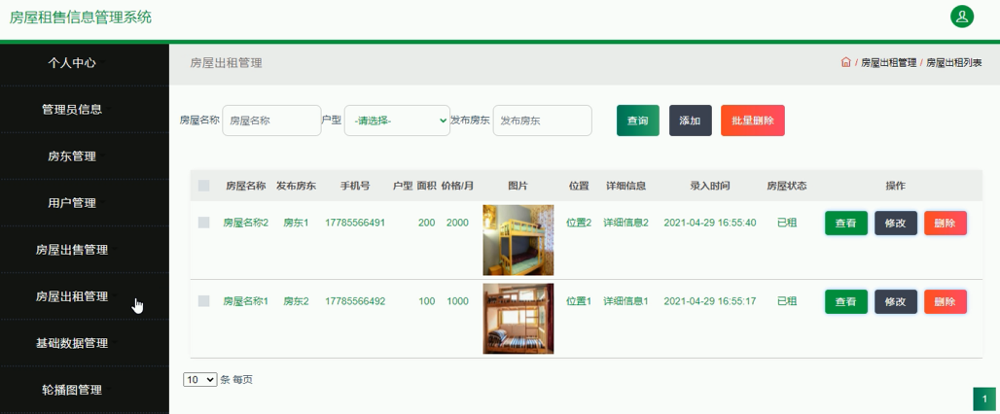 房屋租售信息管理系统
个人中心
管理员信息
房东管理
用户管理
房屋出售管理
房屋出租管理
基础数据管理
轮播图管理
房屋出租管理
/ 房屋出租管理 / 房屋出租列表
房屋名称 房屋名称 户型 -请选择- 发布房东 发布房东 查询 添加 批量删除
房屋名称 发布房东 手机号 户型 面积 价格/月 图片 位置 详细信息 录入时间 房屋状态 操作
房屋名称2 房东1 17785566491 200 2000 位置2 详细信息2 2021-04-29 16:55:40 已租 查看 修改 删除
房屋名称1 房东2 17785566492 100 1000 位置1 详细信息1 2021-04-29 16:55:17 已租 查看 修改 删除
10 条 每页
1